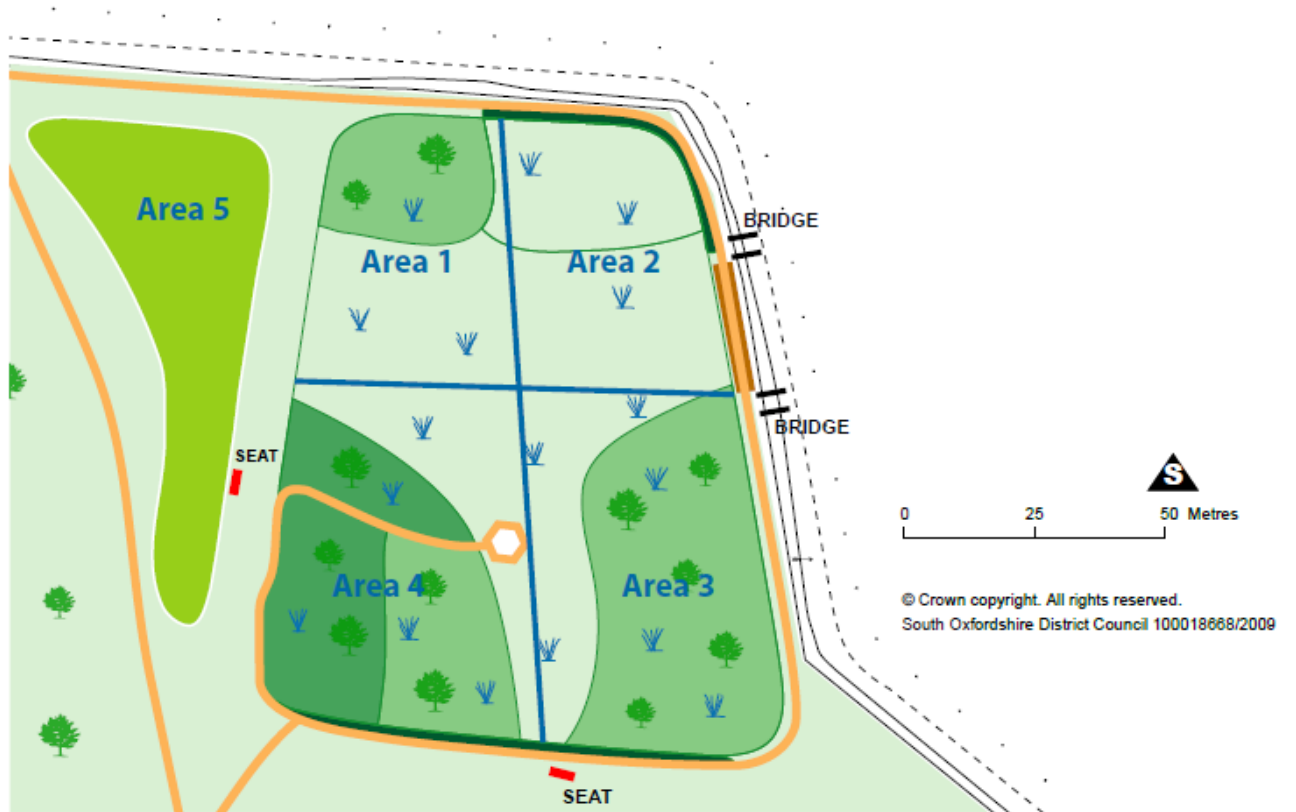 Area 5
BRIDGE
Area 1
Area 2
BRIDGE
SEAT
S
0 25 50 Metres
Area 4
Area 3
© Crown copyright. All rights reserved.
South Oxfordshire District Council 100018668/2009
SEAT